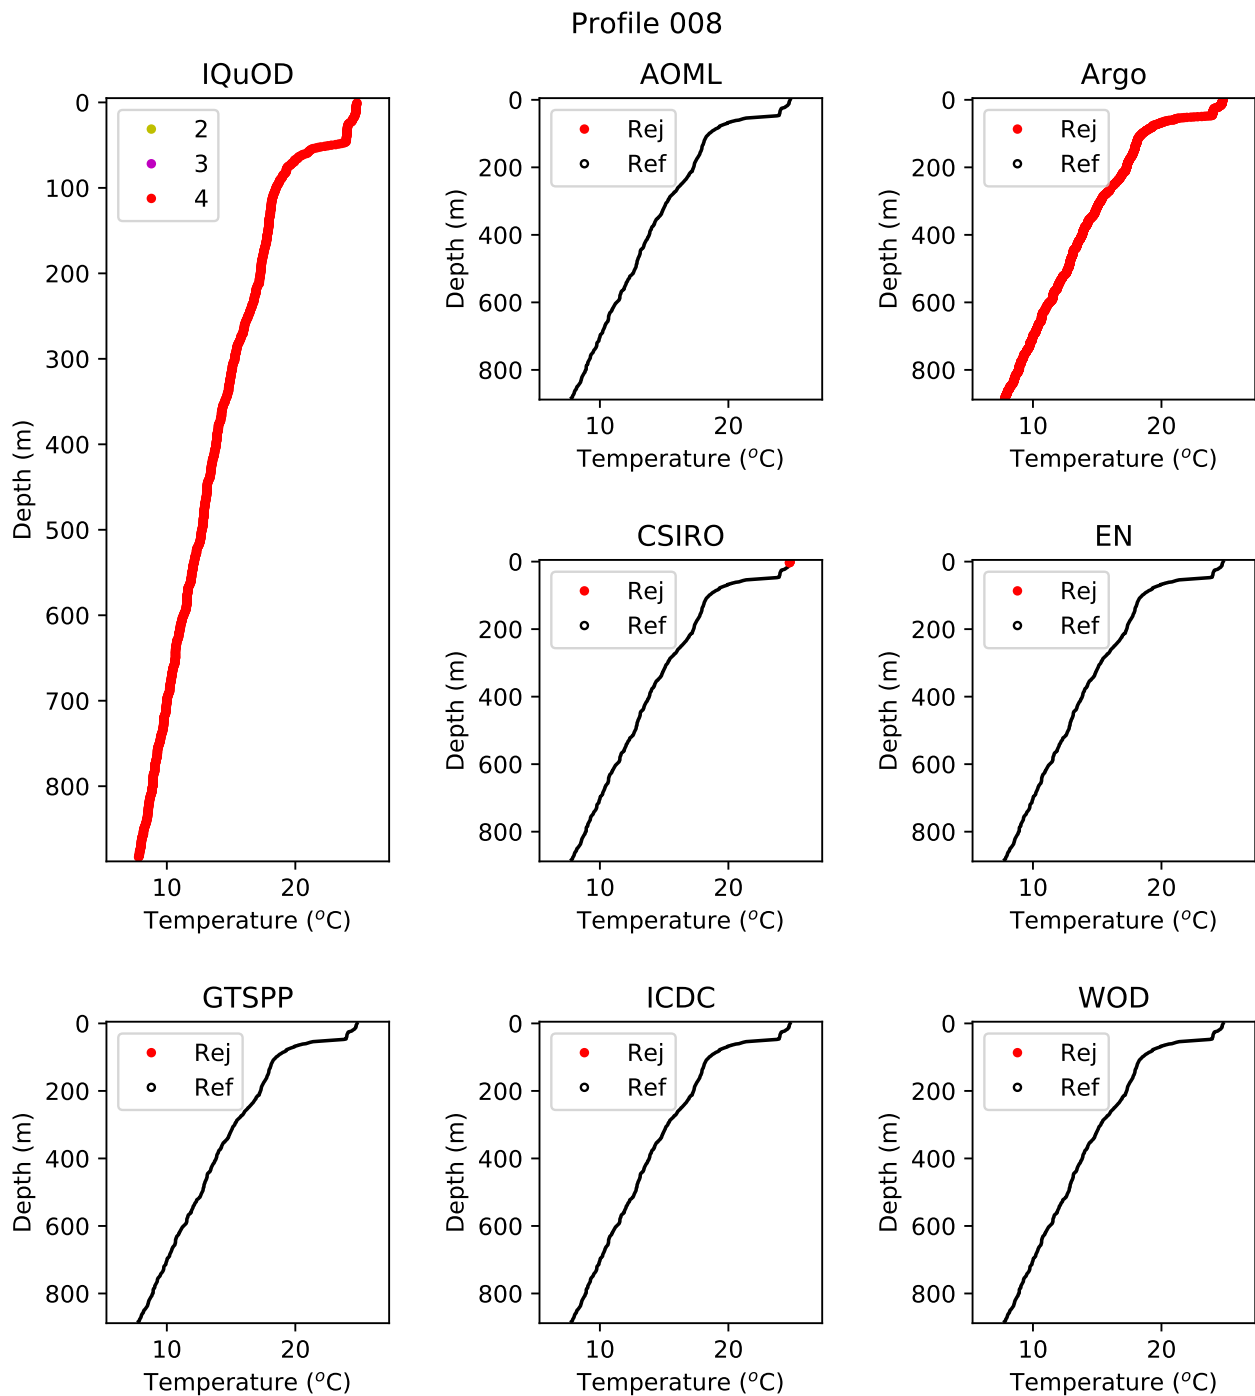 Profile 008
IQuOD
0
100
200
300
400
500
600
700
800
Depth (m)
2
3
4
10 20
Temperature (°C)
AOML
0
200
400
600
800
Depth (m)
Rej
Ref
10 20
Temperature (°C)
Argo
0
200
400
600
800
Depth (m)
Rej
Ref
10 20
Temperature (°C)
CSIRO
0
200
400
600
800
Depth (m)
Rej
Ref
10 20
Temperature (°C)
EN
0
200
400
600
800
Depth (m)
Rej
Ref
10 20
Temperature (°C)
GTSPP
0
200
400
600
800
Depth (m)
Rej
Ref
10 20
Temperature (°C)
ICDC
0
200
400
600
800
Depth (m)
Rej
Ref
10 20
Temperature (°C)
WOD
0
200
400
600
800
Depth (m)
Rej
Ref
10 20
Temperature (°C)